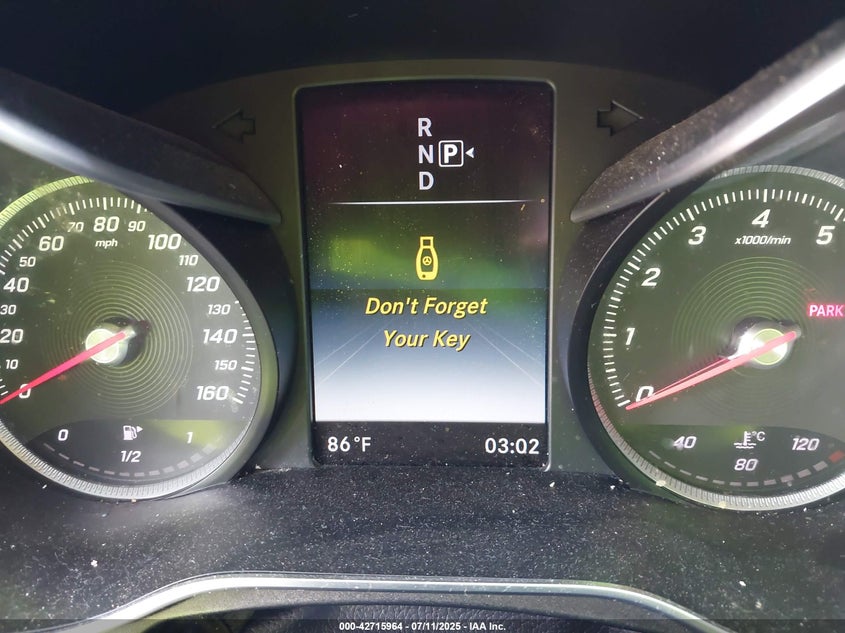 R
N P
D
Don't Forget
Your Key
86°F 03:02
0
10
20
30
40
50
60
70
80
90
100
110
120
130
140
150
160
mph
0 1/2 1
0
1
2
3
4
5
x1000/min
PARK
40 80 120
°C
000-42715964 - 07/11/2025 - IAA Inc.